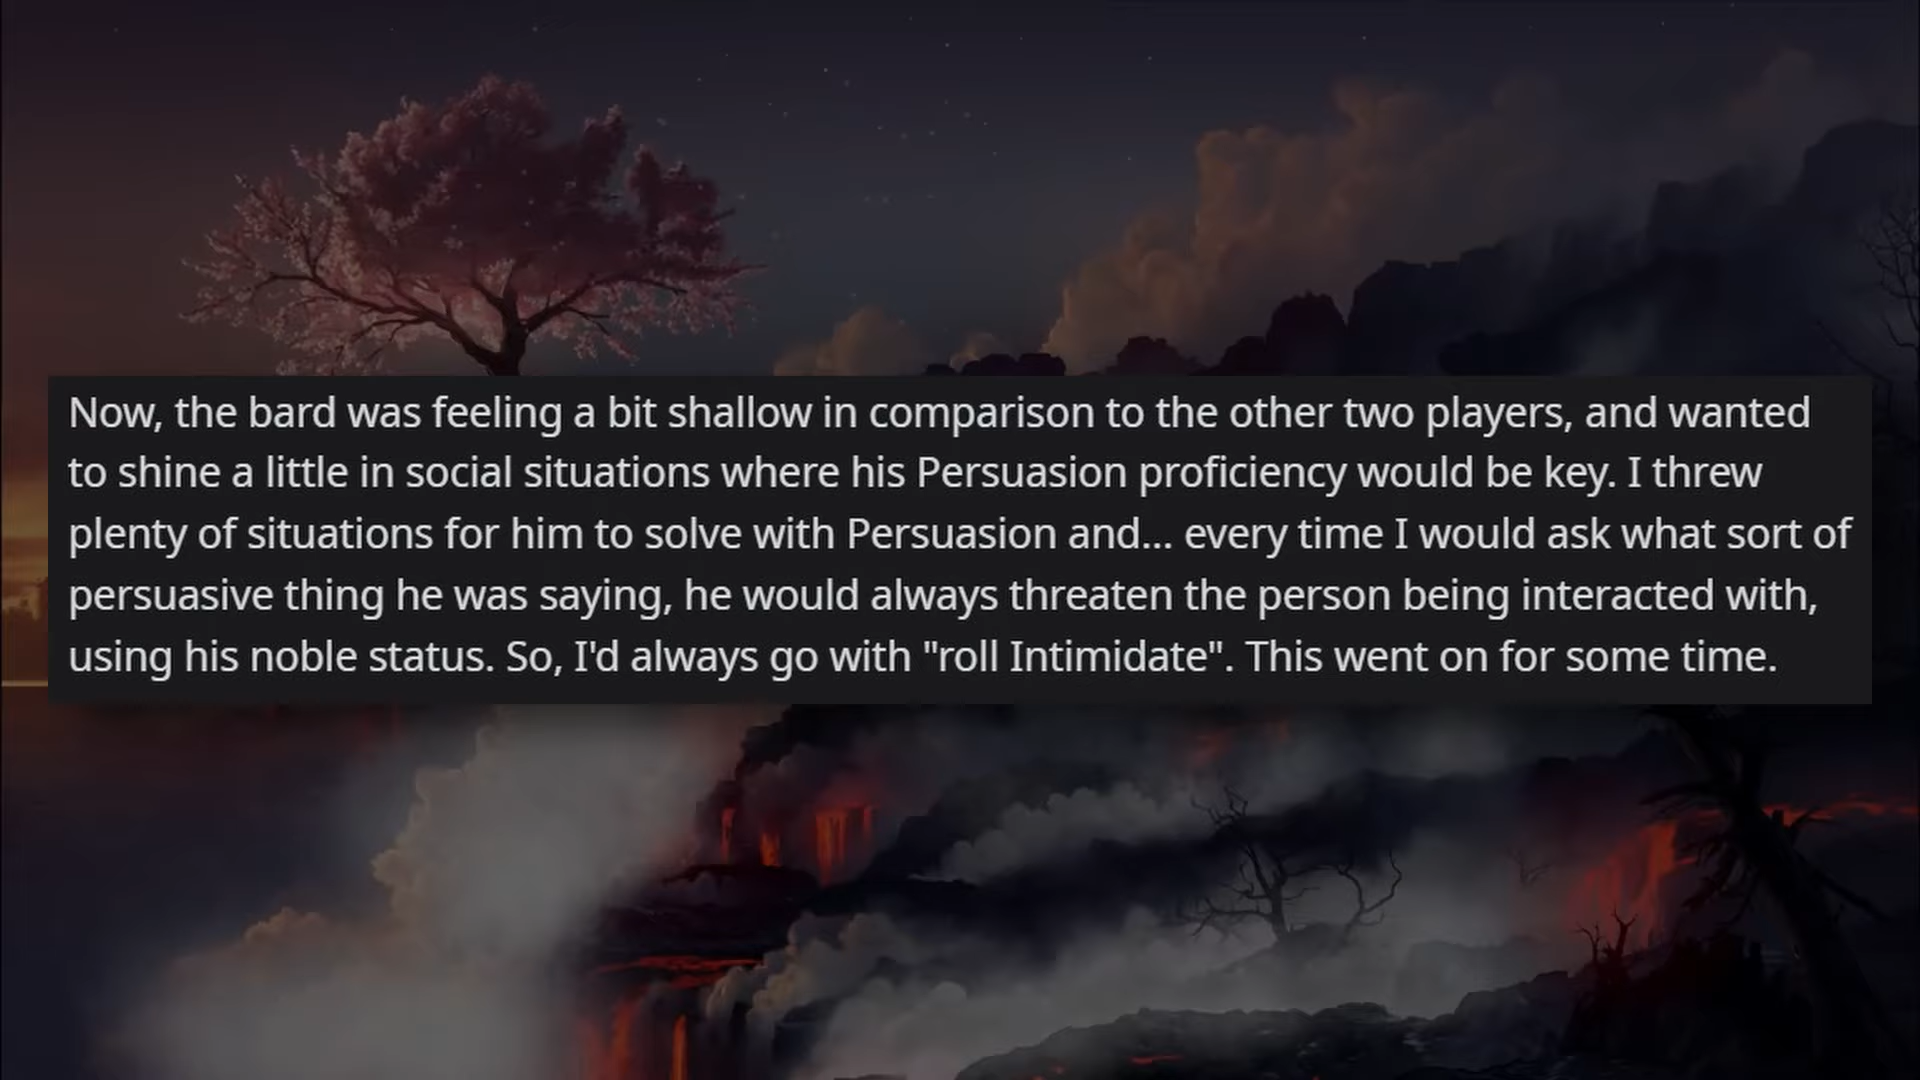 Now, the bard was feeling a bit shallow in comparison to the other two players, and wanted
to shine a little in social situations where his Persuasion proficiency would be key. I threw
plenty of situations for him to solve with Persuasion and... every time I would ask what sort of
persuasive thing he was saying, he would always threaten the person being interacted with,
using his noble status. So, I'd always go with "roll Intimidate". This went on for some time.